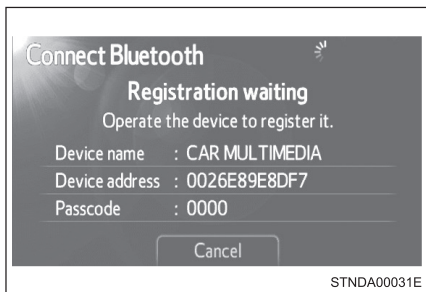 Connect Bluetooth
Registration waiting
Operate the device to register it.
Device name : CAR MULTIMEDIA
Device address : 0026E89E8DF7
Passcode : 0000
Cancel
STNDA00031E